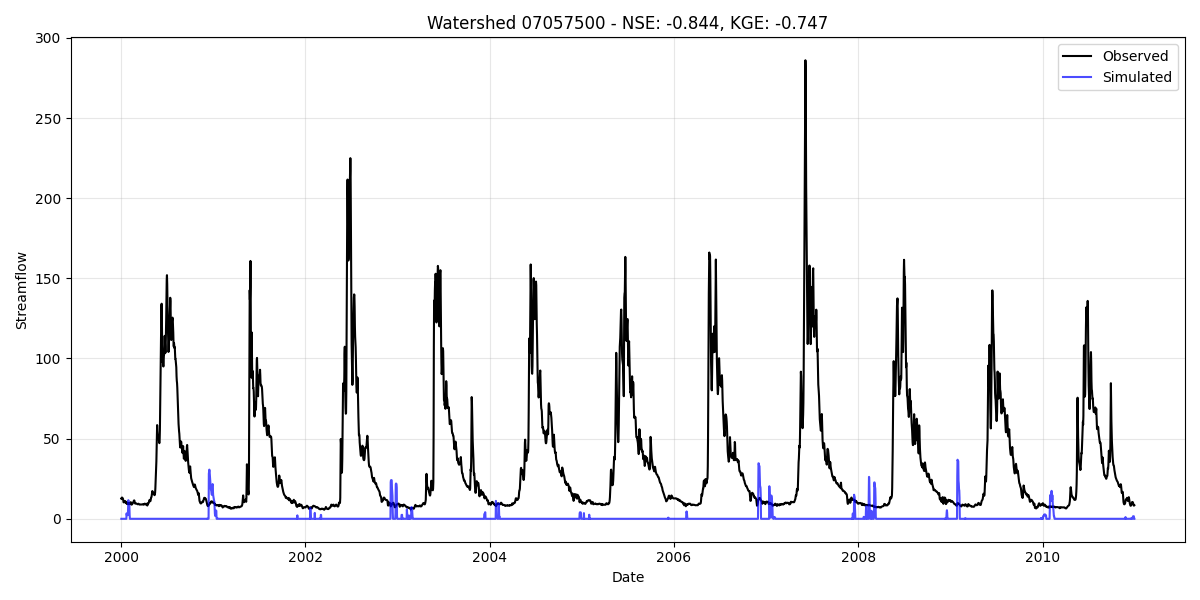 Watershed 07057500 - NSE: -0.844, KGE: -0.747
Observed
Simulated
Streamflow
300
250
200
150
100
50
0
2000 2002 2004 2006 2008 2010
Date